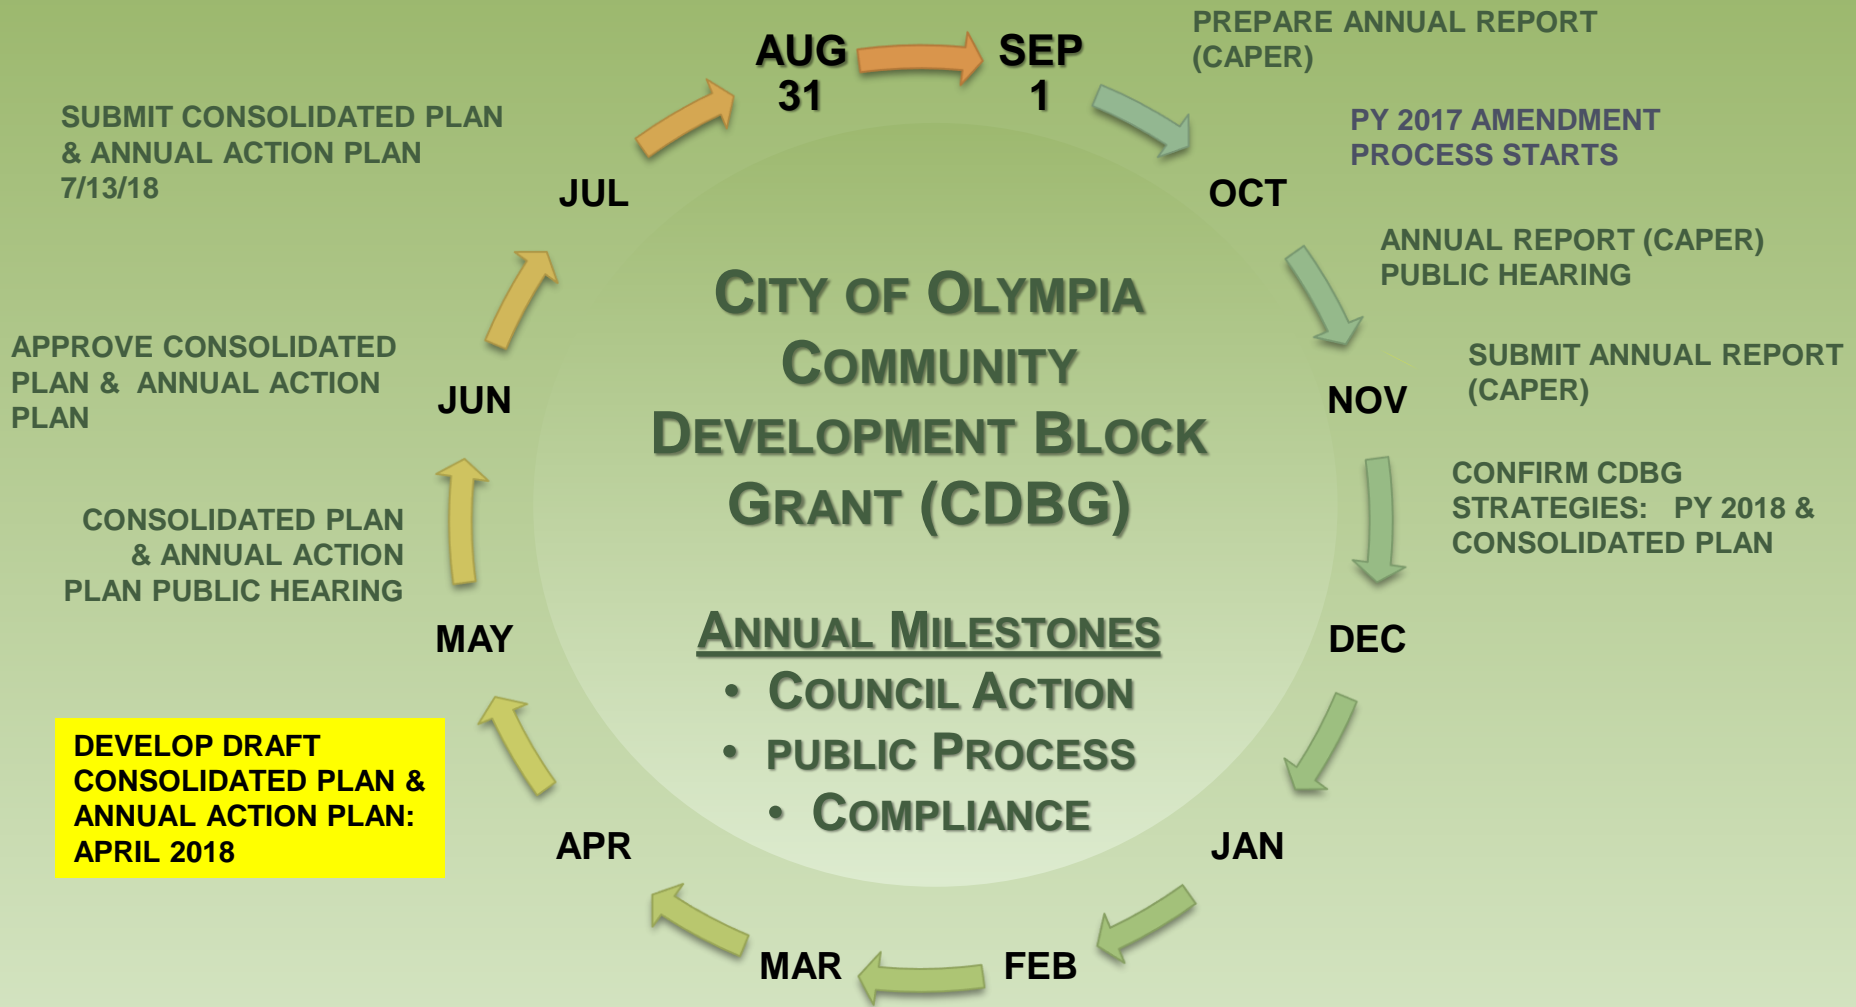 AUG
31
SEP
1
PREPARE ANNUAL REPORT
(CAPER)
PY 2017 AMENDMENT
PROCESS STARTS
OCT
ANNUAL REPORT (CAPER)
PUBLIC HEARING
SUBMIT ANNUAL REPORT
(CAPER)
NOV
CONFIRM CDBG
STRATEGIES: PY 2018 &
CONSOLIDATED PLAN
DEC
JAN
FEB
MAR
APR
DEVELOP DRAFT
CONSOLIDATED PLAN &
ANNUAL ACTION PLAN:
APRIL 2018
MAY
CONSOLIDATED PLAN
& ANNUAL ACTION
PLAN PUBLIC HEARING
JUN
APPROVE CONSOLIDATED
PLAN & ANNUAL ACTION
PLAN
JUL
SUBMIT CONSOLIDATED PLAN
& ANNUAL ACTION PLAN
7/13/18
CITY OF OLYMPIA
COMMUNITY
DEVELOPMENT BLOCK
GRANT (CDBG)
ANNUAL MILESTONES
• COUNCIL ACTION
• PUBLIC PROCESS
• COMPLIANCE